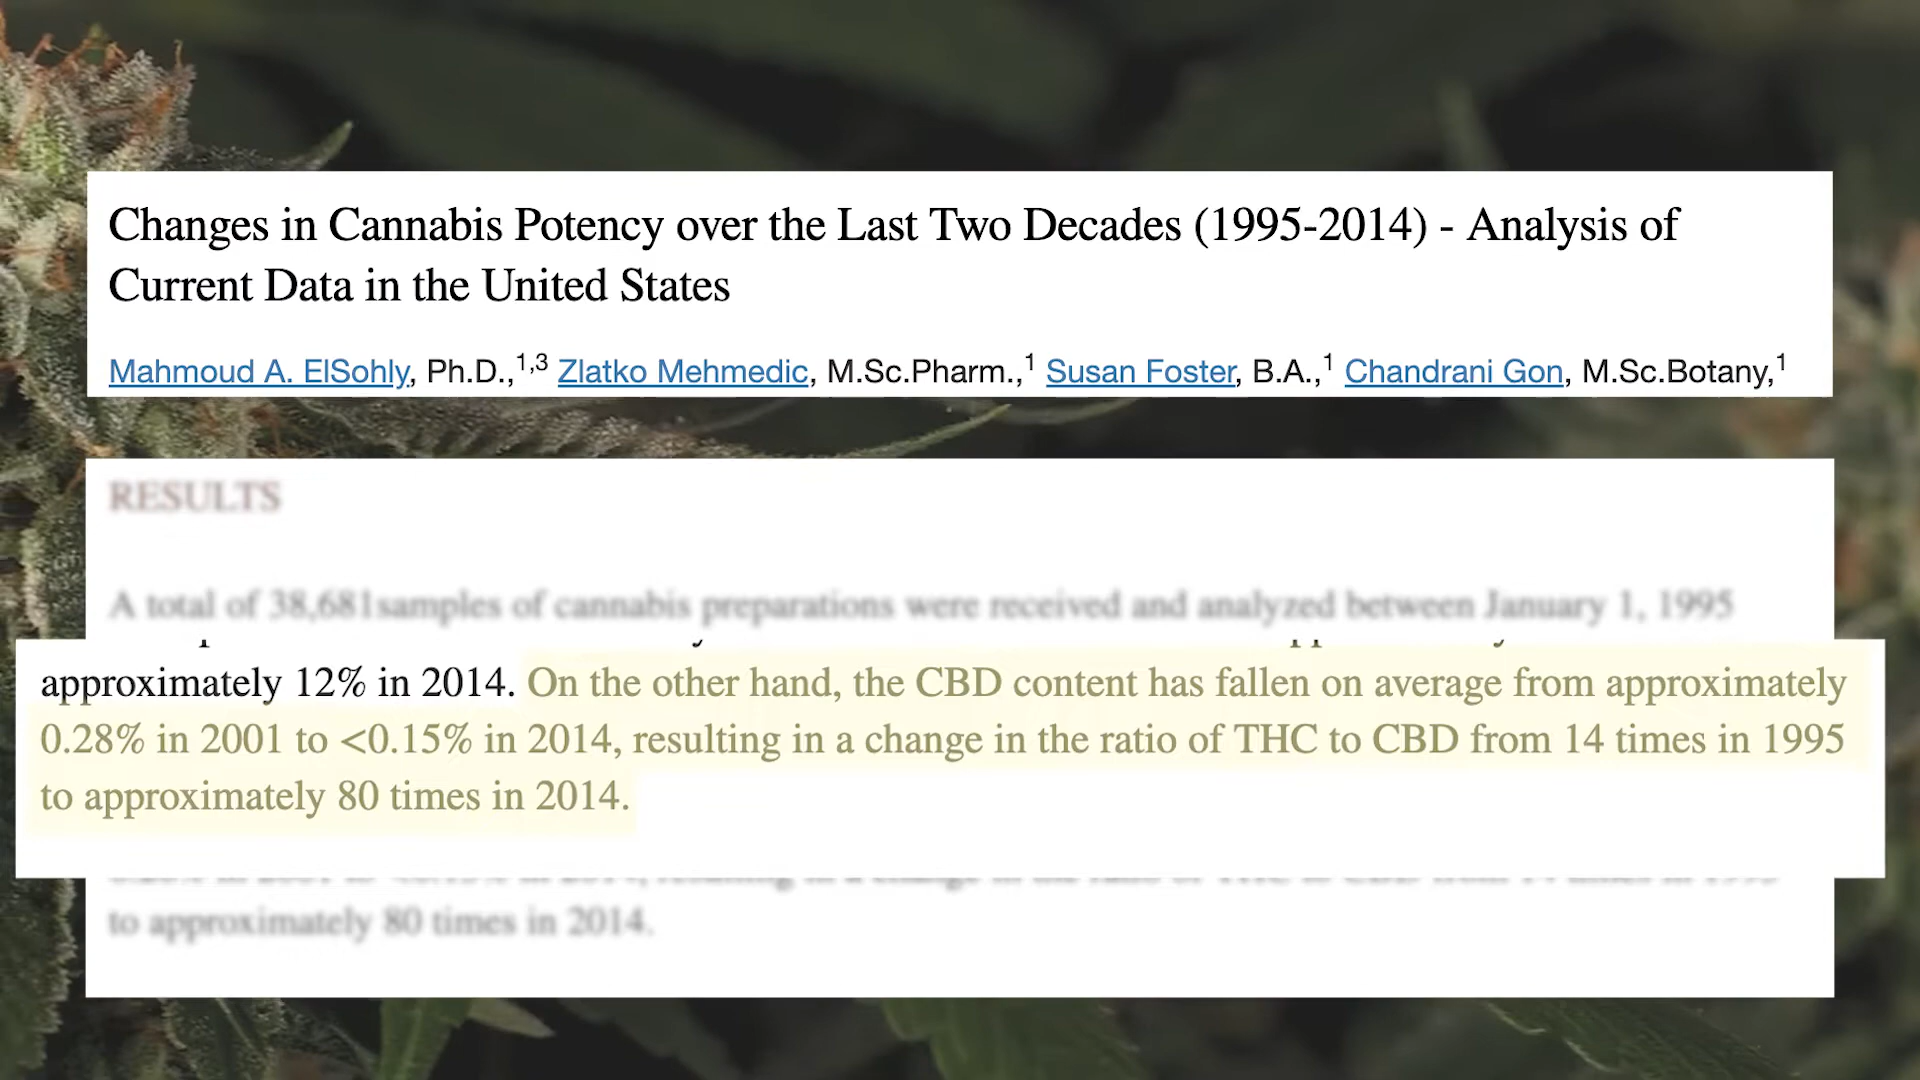 Changes in Cannabis Potency over the Last Two Decades (1995-2014) - Analysis of
Current Data in the United States
Mahmoud A. ElSohly, Ph.D.,1,3 Zlatko Mehmedic, M.Sc.Pharm.,1 Susan Foster, B.A.,1 Chandrani Gon, M.Sc.Botany,1
RESULTS
A total of 38,681samples of cannabis preparations were received and analyzed between January 1, 1995
approximately 12% in 2014. On the other hand, the CBD content has fallen on average from approximately
0.28% in 2001 to <0.15% in 2014, resulting in a change in the ratio of THC to CBD from 14 times in 1995
to approximately 80 times in 2014.
to approximately 80 times in 2014.